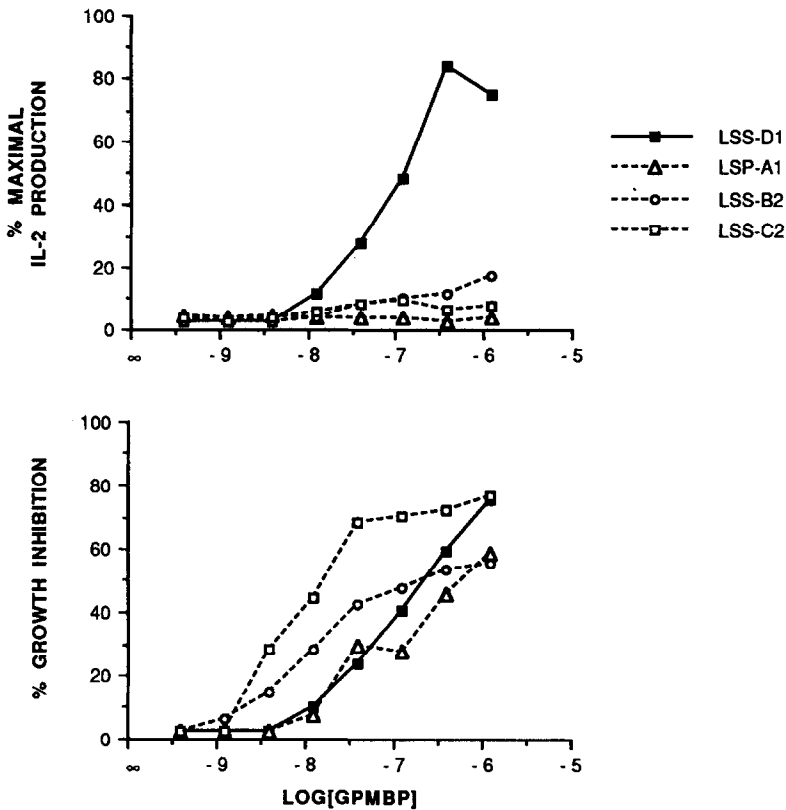 100
80
60
40
20
0
% MAXIMAL
IL-2 PRODUCTION
∞ -9 -8 -7 -6 -5
LSS-D1
LSP-A1
LSS-B2
LSS-C2
100
80
60
40
20
0
% GROWTH INHIBITION
∞ -9 -8 -7 -6 -5
LOG[GPMBP]